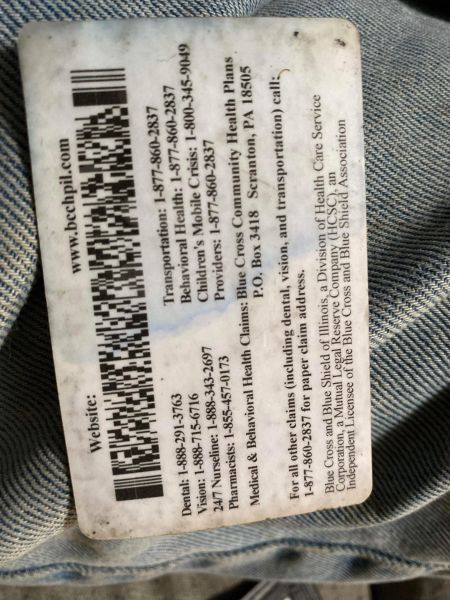 Website: www.bcchpil.com
Dental: 1-888-291-3763
Vision: 1-888-715-6716
24/7 Nurseline: 1-888-343-2697
Pharmacists: 1-855-457-0173
Transportation: 1-877-860-2837
Behavioral Health: 1-877-860-2837
Children's Mobile Crisis: 1-800-345-9049
Providers: 1-877-860-2837
Medical & Behavioral Health Claims: Blue Cross Community Health Plans
P.O. Box 3418 Scranton, PA 18505
For all other claims (including dental, vision, and transportation) call:
1-877-860-2837 for paper claim address.
Blue Cross and Blue Shield of Illinois, a Division of Health Care Service
Corporation, a Mutual Legal Reserve Company (HCSC), an
Independent Licensee of the Blue Cross and Blue Shield Association